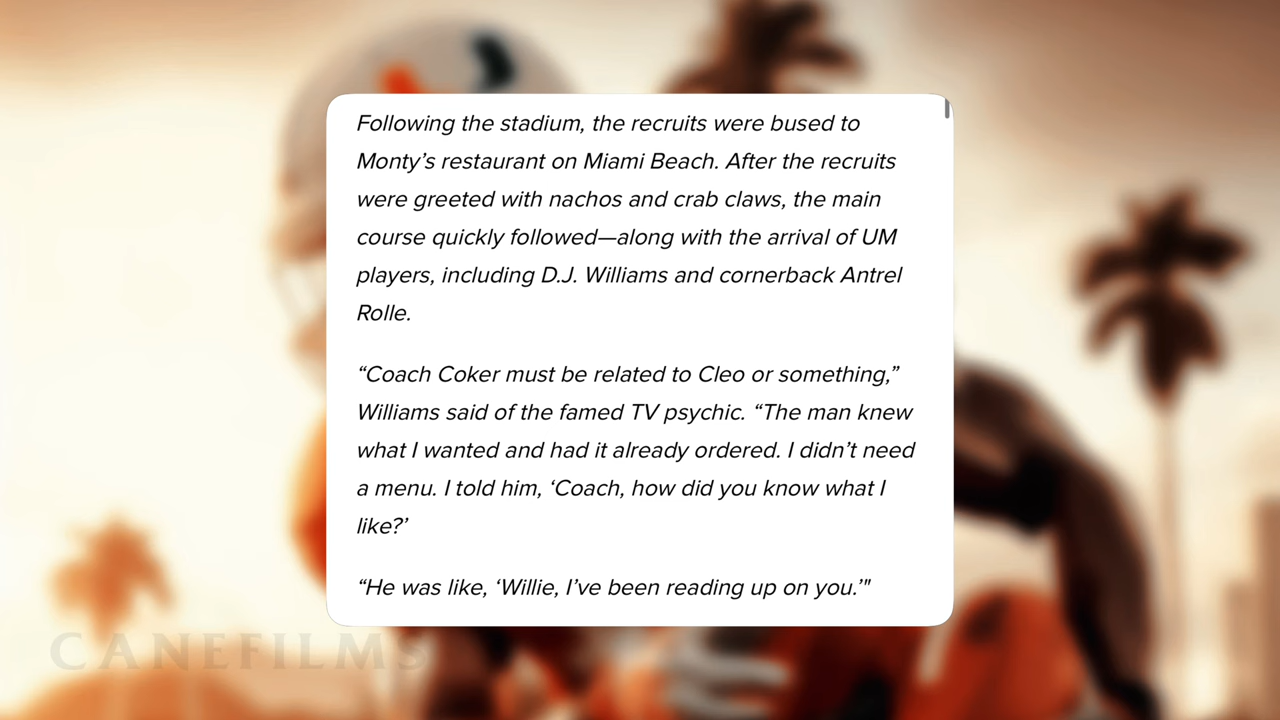 Following the stadium, the recruits were bused to
Monty’s restaurant on Miami Beach. After the recruits
were greeted with nachos and crab claws, the main
course quickly followed—along with the arrival of UM
players, including D.J. Williams and cornerback Antrel
Rolle.
“Coach Coker must be related to Cleo or something,”
Williams said of the famed TV psychic. “The man knew
what I wanted and had it already ordered. I didn’t need
a menu. I told him, ‘Coach, how did you know what I
like?’
“He was like, ‘Willie, I’ve been reading up on you.’"
CANEFILMS